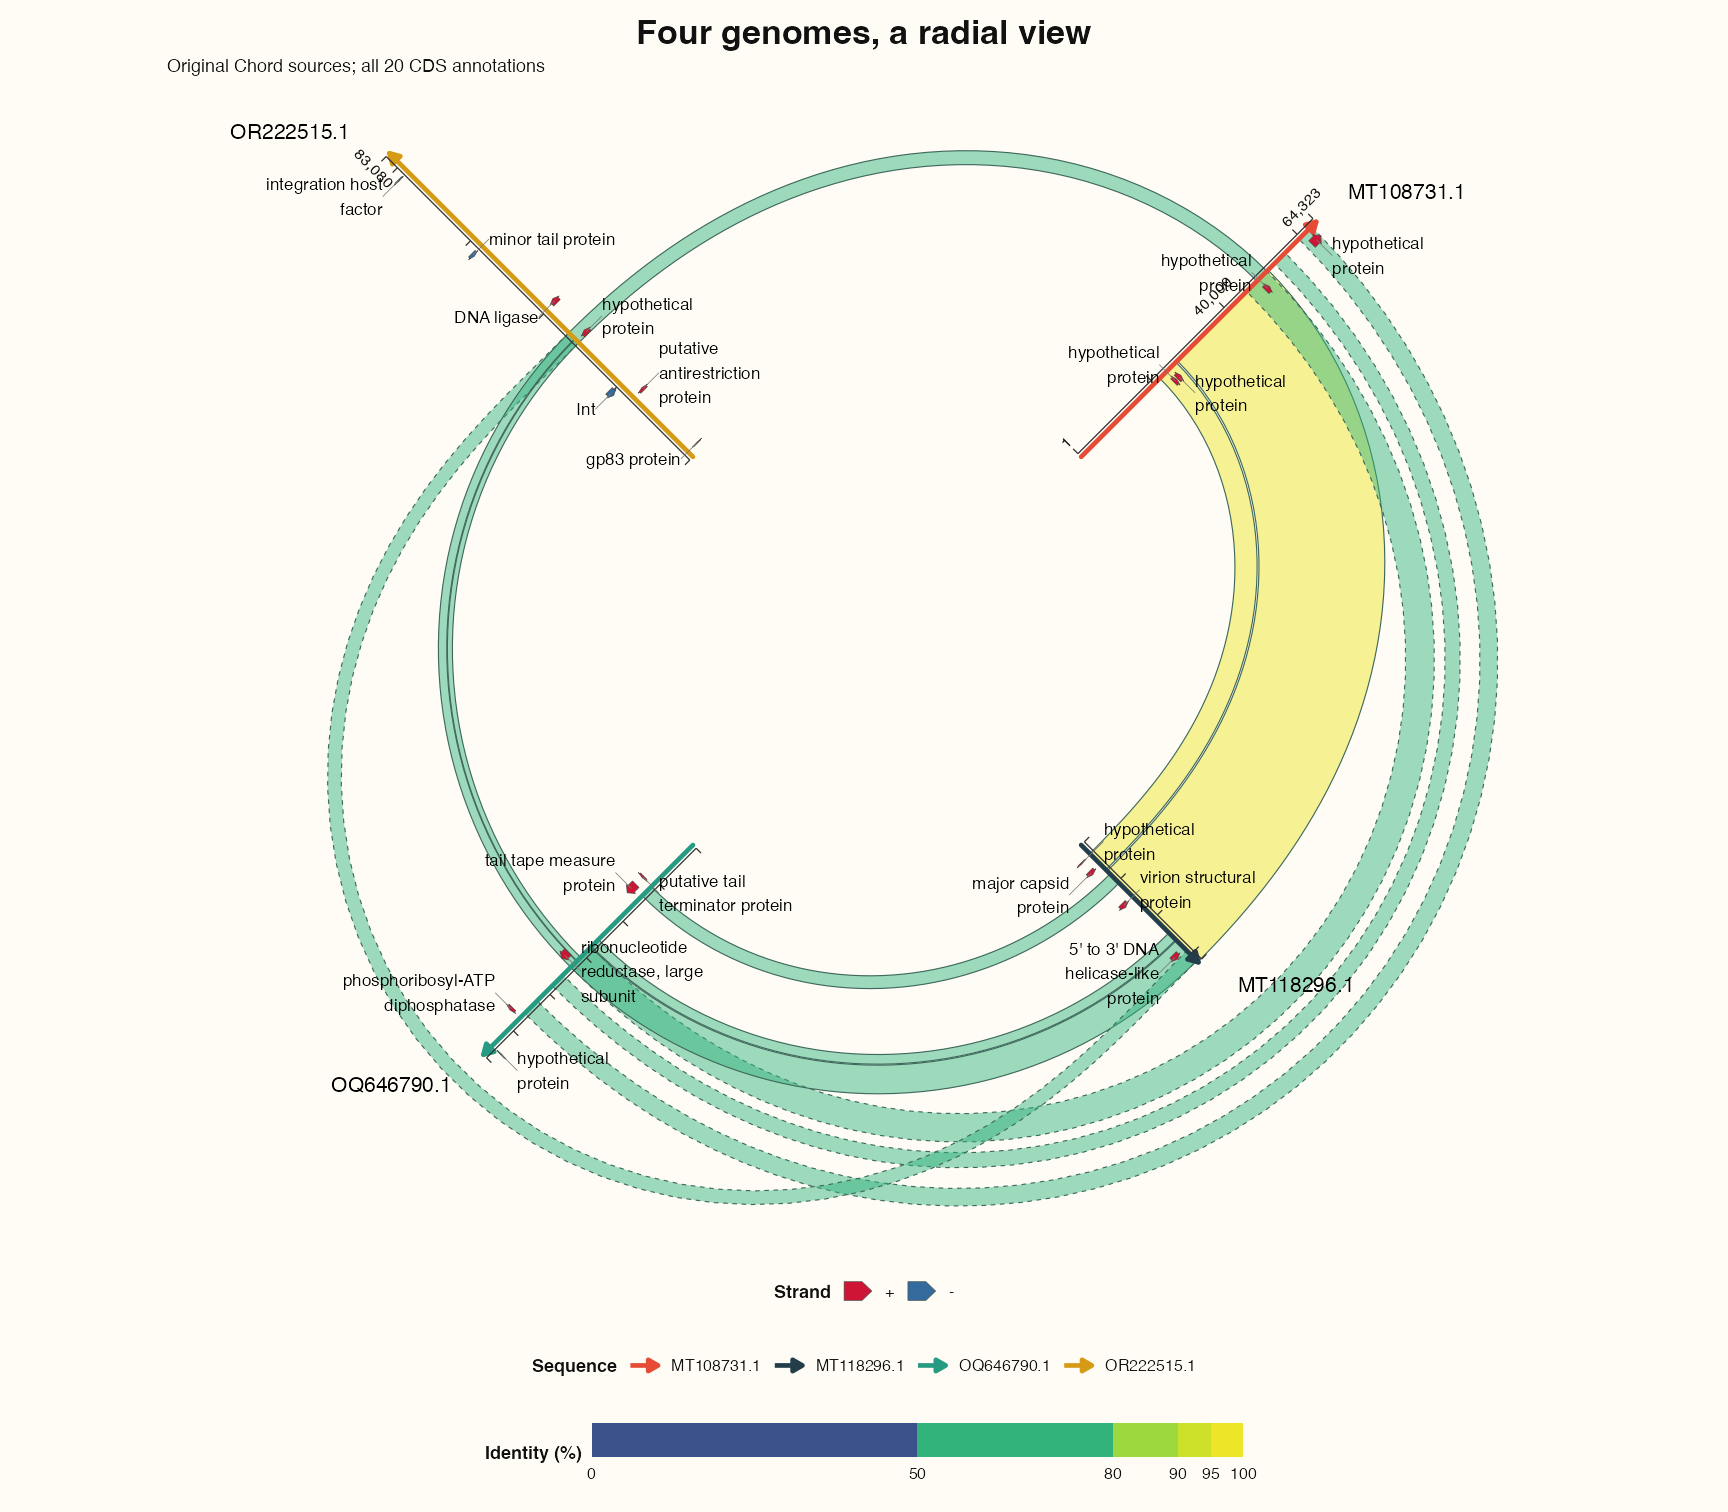 Four genomes, a radial view
Original Chord sources; all 20 CDS annotations
OR222515.1
83,080
integration host
factor
minor tail protein
DNA ligase
hypothetical
protein
putative
antirestriction
protein
Int
gp83 protein
MT108731.1
64,323
hypothetical
protein
hypothetical
protein
40,000
hypothetical
protein
hypothetical
protein
1
tail tape measure
protein
putative tail
terminator protein
ribonucleotide
reductase, large
subunit
phosphoribosyl-ATP
diphosphatase
hypothetical
protein
OQ646790.1
hypothetical
protein
major capsid
protein
virion structural
protein
5' to 3' DNA
helicase-like
protein
MT118296.1
Strand + -
Sequence MT108731.1 MT118296.1 OQ646790.1 OR222515.1
Identity (%)
0 50 80 90 95 100